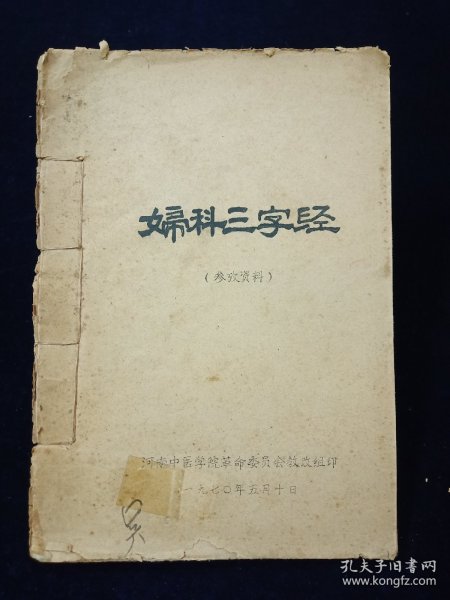 婦科三字经
(参攷资料)
河南中医学院革命委员会教改组印
一九七〇年五月十日
孔夫子旧书网
www.kongfz.com